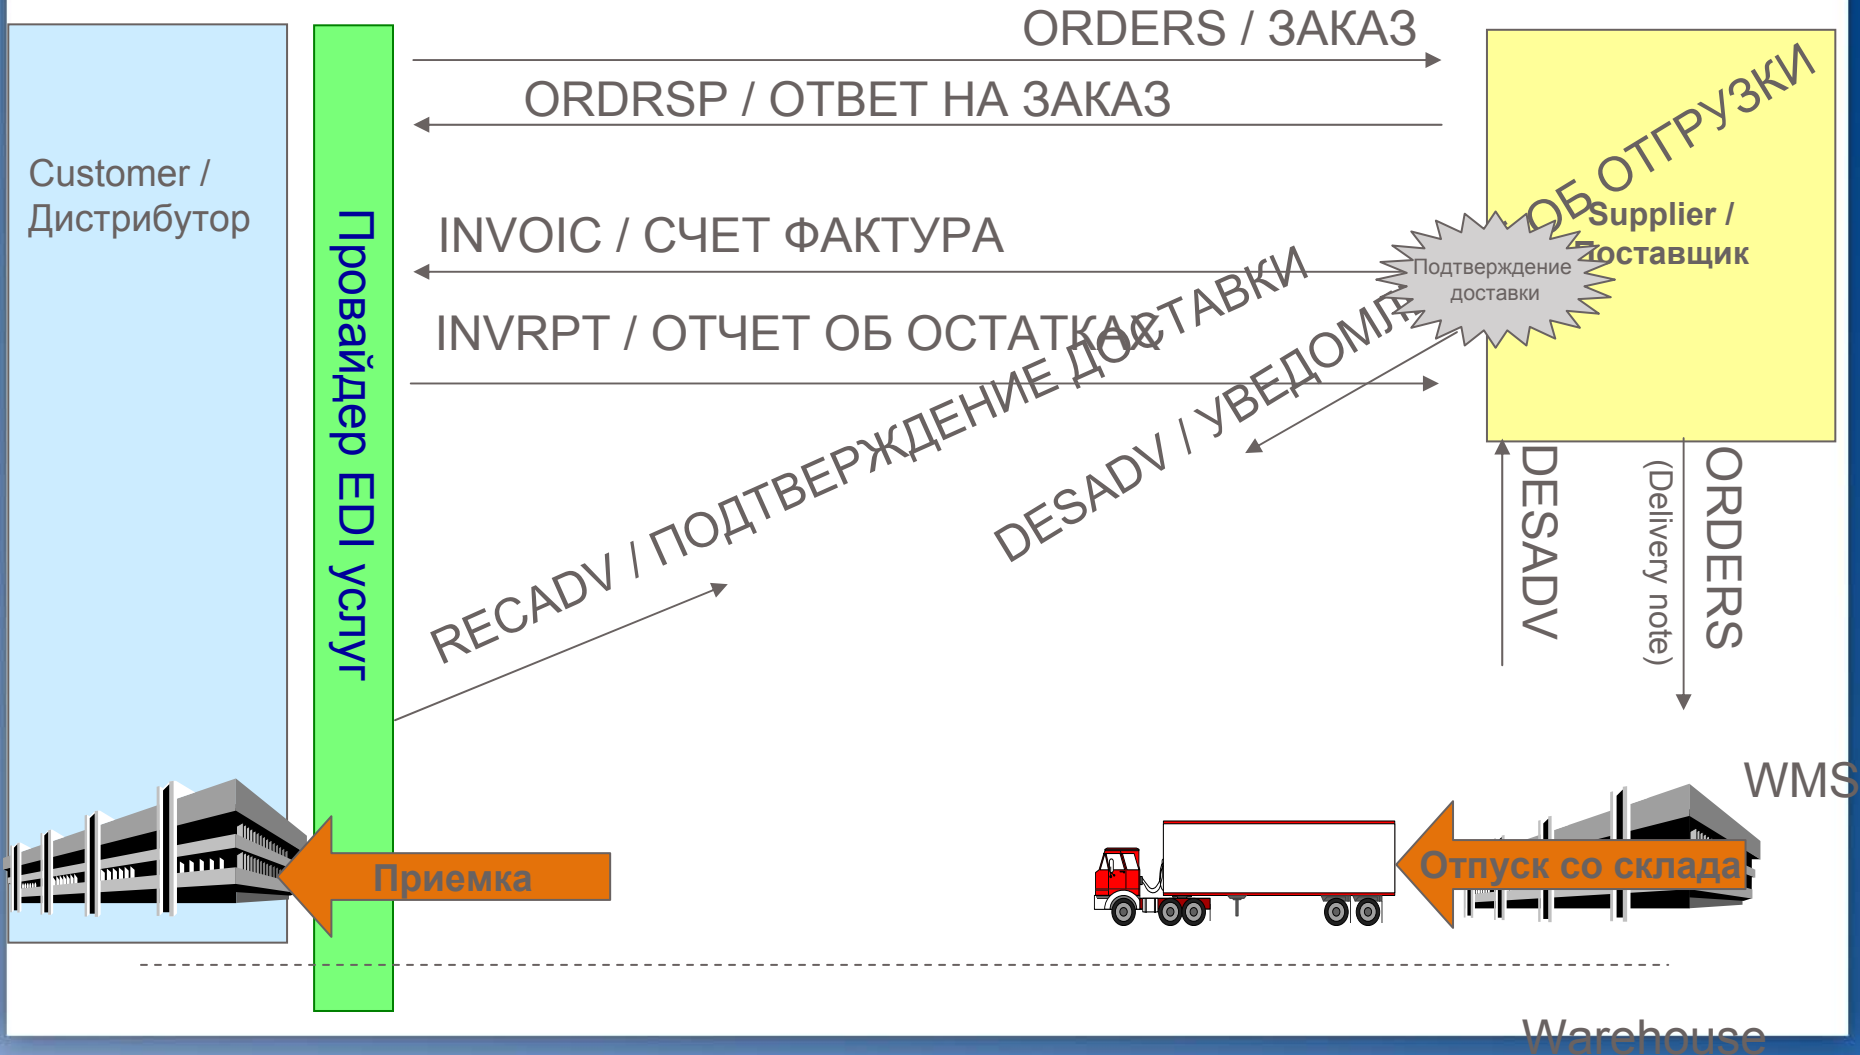 ORDERS / ЗАКАЗ
ORDRSP / ОТВЕТ НА ЗАКАЗ
Customer /
Дистрибутор
Провайдер EDI услуг
INVOIC / СЧЕТ ФАКТУРА
INVRPT / ОТЧЕТ ОБ ОСТАТКАХ
RECADV / ПОДТВЕРЖДЕНИЕ ДОСТАВКИ
DESADV / УВЕДОМЛ ОБ ОТГРУЗКИ
Подтверждение
доставки
Supplier /
Поставщик
DESADV
ORDERS
(Delivery note)
WMS
Приемка
Отпуск со склада
Warehouse